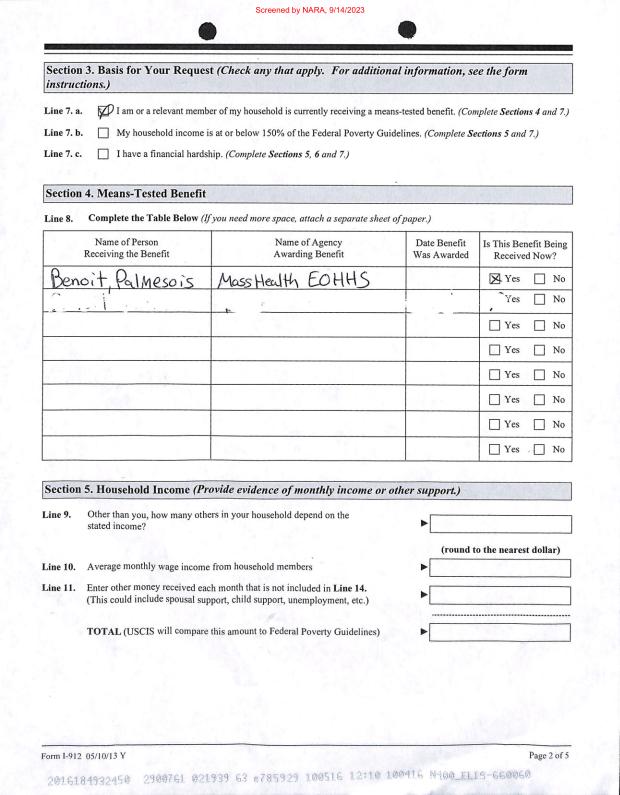 Screened by NARA, 9/14/2023
Section 3. Basis for Your Request (Check any that apply. For additional information, see the form
instructions.)
Line 7. a. I am or a relevant member of my household is currently receiving a means-tested benefit. (Complete Sections 4 and 7.)
Line 7. b. My household income is at or below 150% of the Federal Poverty Guidelines. (Complete Sections 5 and 7.)
Line 7. c. I have a financial hardship. (Complete Sections 5, 6 and 7.)
Section 4. Means-Tested Benefit
Line 8. Complete the Table Below (If you need more space, attach a separate sheet of paper.)
Name of Person Name of Agency Date Benefit Is This Benefit Being
Receiving the Benefit Awarding Benefit Was Awarded Received Now?
Benoit, Palmesois MassHealth EOHHS Yes No
Yes No
Yes No
Yes No
Yes No
Yes No
Yes No
Yes No
Section 5. Household Income (Provide evidence of monthly income or other support.)
Line 9. Other than you, how many others in your household depend on the
stated income?
(round to the nearest dollar)
Line 10. Average monthly wage income from household members
Line 11. Enter other money received each month that is not included in Line 14.
(This could include spousal support, child support, unemployment, etc.)
TOTAL (USCIS will compare this amount to Federal Poverty Guidelines)
Form I-912 05/10/13 Y Page 2 of 5
2016184932450 2900761 021939 63 e785929 100516 12:10 100416 N400_ELIS-660060